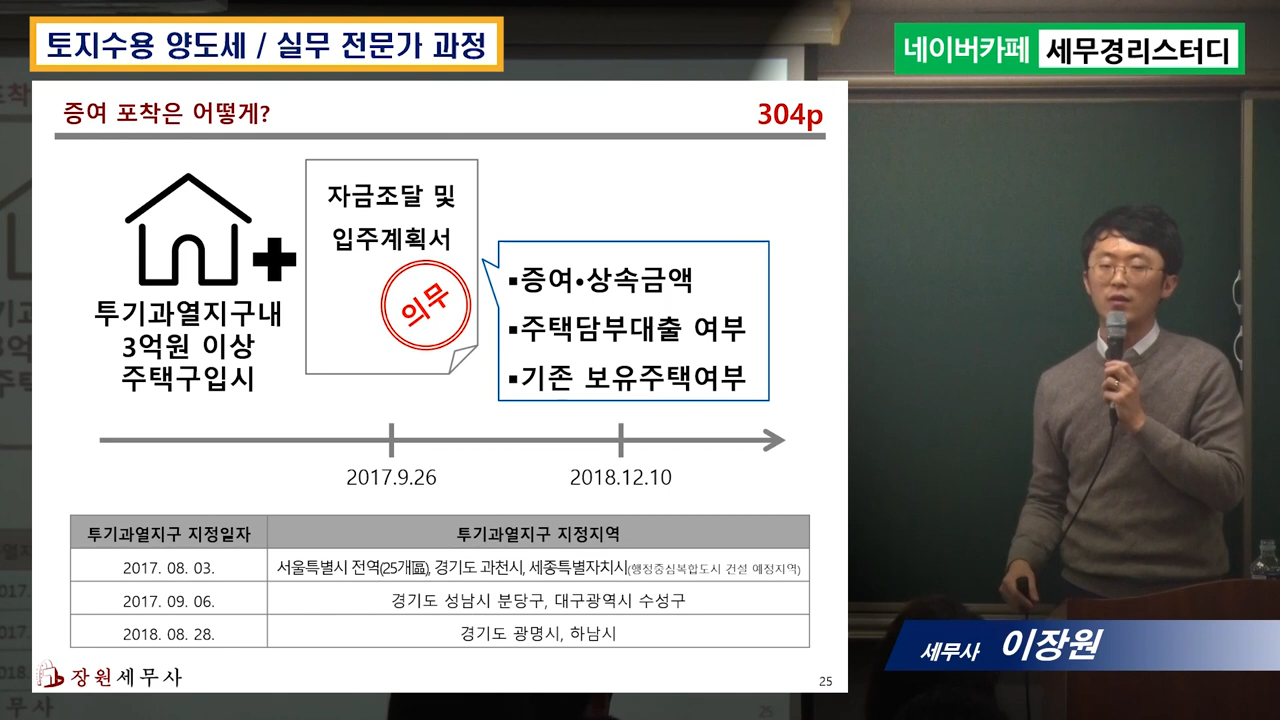 토지수용 양도세 / 실무 전문가 과정
네이버카페 세무경리스터디
증여 포착은 어떻게?
304p
자금조달 및
입주계획서
의무
투기과열지구내
3억원 이상
주택구입시
▪증여•상속금액
▪주택담부대출 여부
▪기존 보유주택여부
2017.9.26
2018.12.10
투기과열지구 지정일자 투기과열지구 지정지역
2017. 08. 03. 서울특별시 전역(25개區), 경기도 과천시, 세종특별자치시(행정중심복합도시 건설 예정지역)
2017. 09. 06. 경기도 성남시 분당구, 대구광역시 수성구
2018. 08. 28. 경기도 광명시, 하남시
장원세무사
25
세무사 이장원